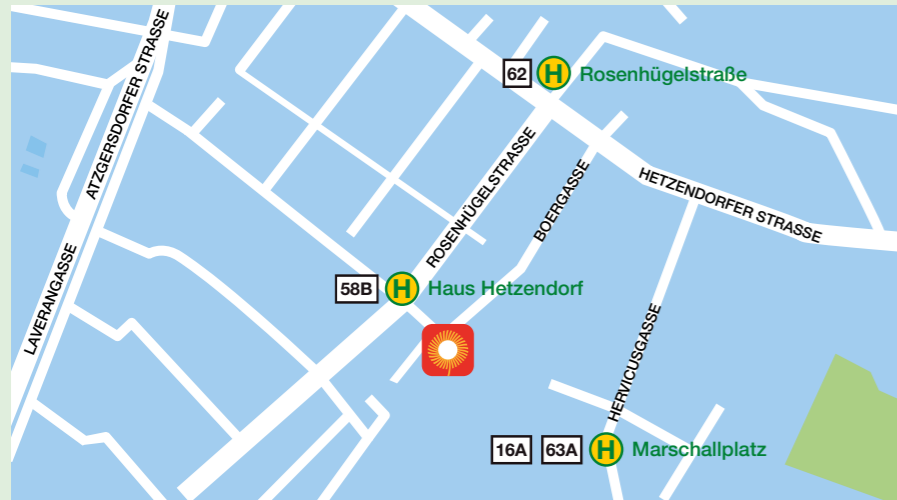 62
H
Rosenhügelstraße
ATZGERSDORFER STRASSE
ROSENHÜGELSTRASSE
BOERGASSE
HETZENDORFER STRASSE
LAVERANGASSE
58B
H
Haus Hetzendorf
HERVICUSGASSE
16A
63A
H
Marschallplatz